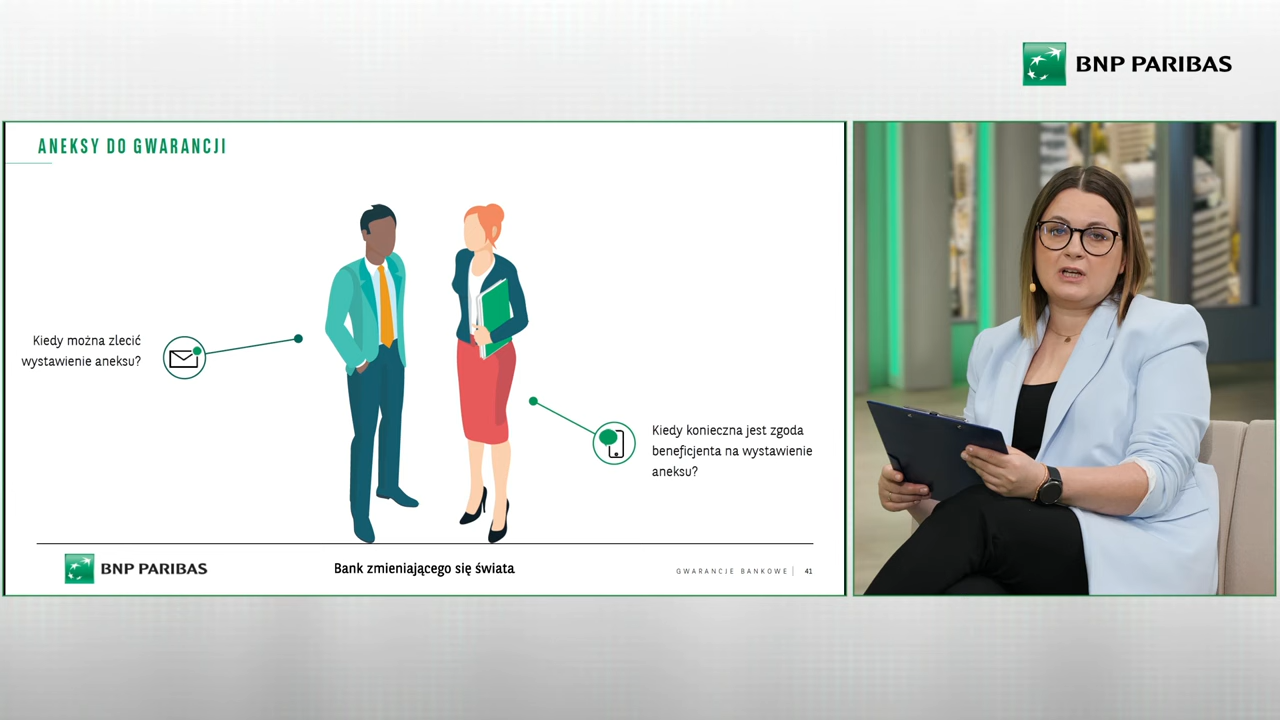 BNP PARIBAS
ANEKSY DO GWARANCJI
Kiedy można zlecić
wystawienie aneksu?
Kiedy konieczna jest zgoda
beneficjenta na wystawienie
aneksu?
BNP PARIBAS
Bank zmieniającego się świata
GWARANCJE BANKOWE | 41